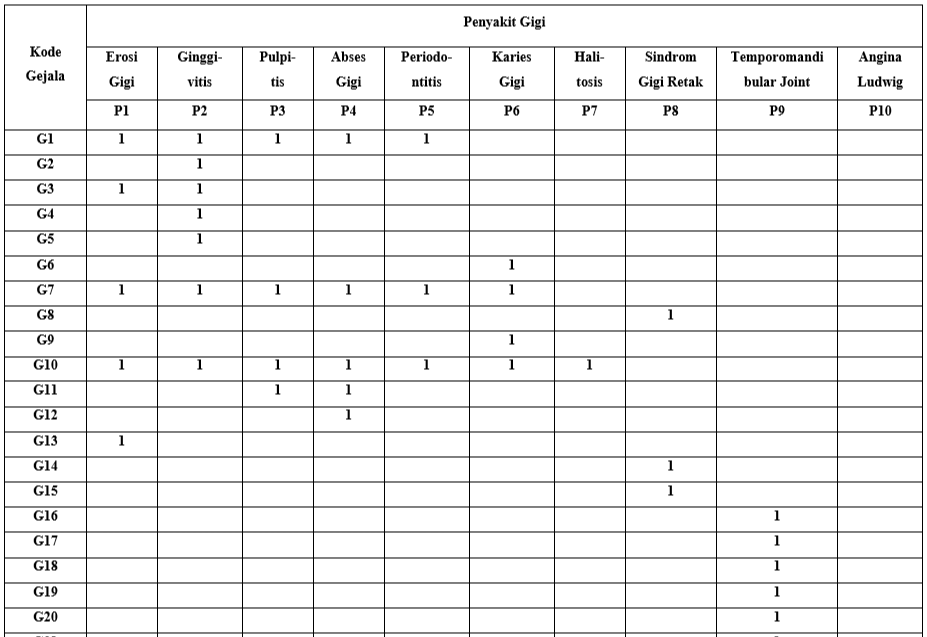 Kode Gejala Penyakit Gigi
Erosi Gigi Ginggi-vitis Pulpi-tis Abses Gigi Periodo-ntitis Karies Gigi Hali-tosis Sindrom Gigi Retak Temporomandi bular Joint Angina Ludwig
P1 P2 P3 P4 P5 P6 P7 P8 P9 P10
G1 1 1 1 1 1
G2 1
G3 1 1
G4 1
G5 1
G6 1
G7 1 1 1 1 1 1
G8 1
G9 1
G10 1 1 1 1 1 1 1
G11 1 1
G12 1
G13 1
G14 1
G15 1
G16 1
G17 1
G18 1
G19 1
G20 1